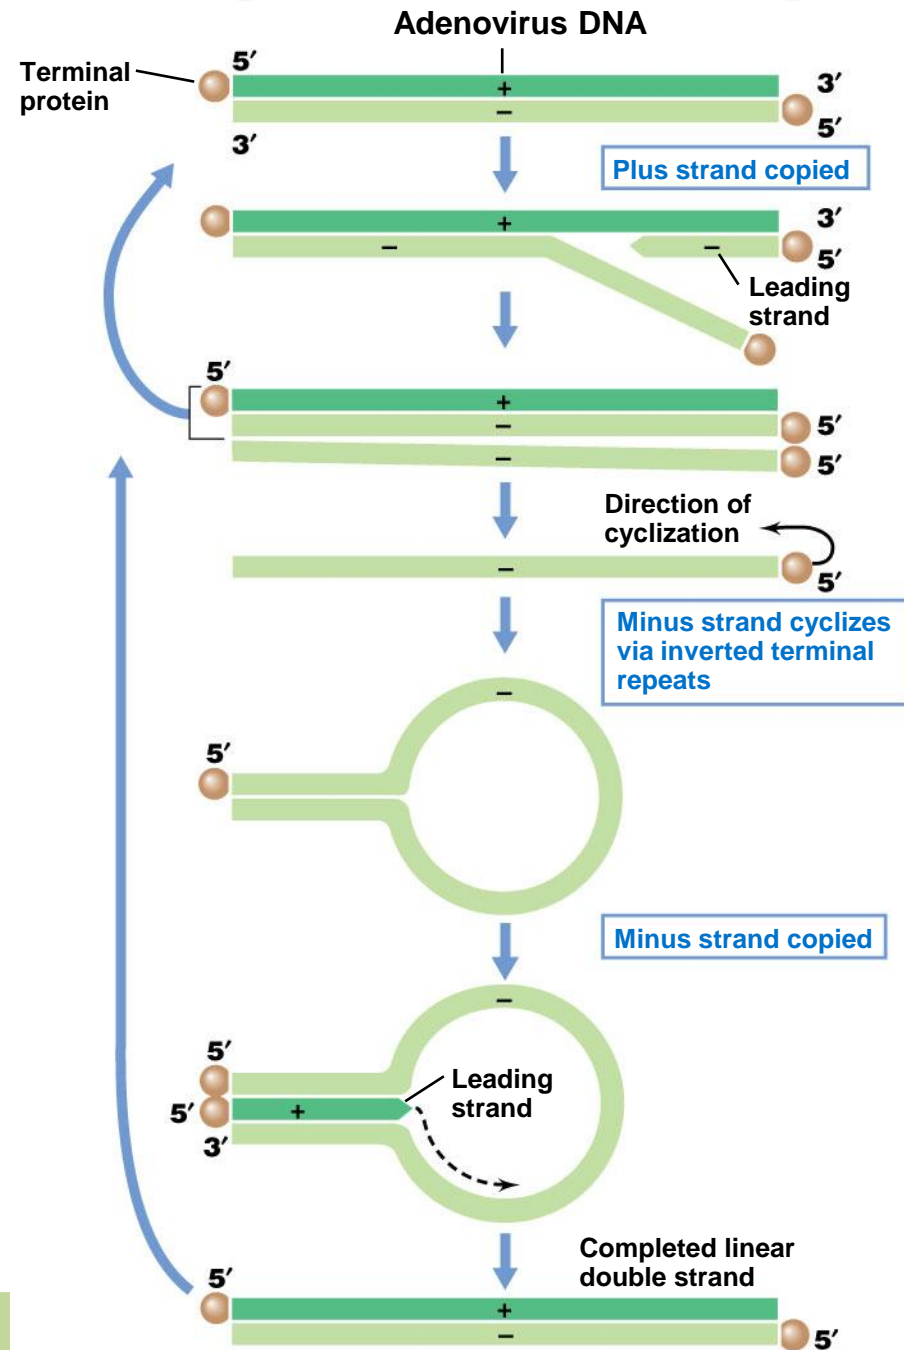 Adenovirus DNA
Terminal
protein
5′
+
3′
−
5′
3′
Plus strand copied
+
3′
−
−
5′
Leading
strand
5′
+
−
5′
−
5′
Direction of
cyclization
−
5′
Minus strand cyclizes
via inverted terminal
repeats
−
5′
Minus strand copied
−
5′
Leading
strand
5′
+
3′
Completed linear
double strand
5′
+
−
5′